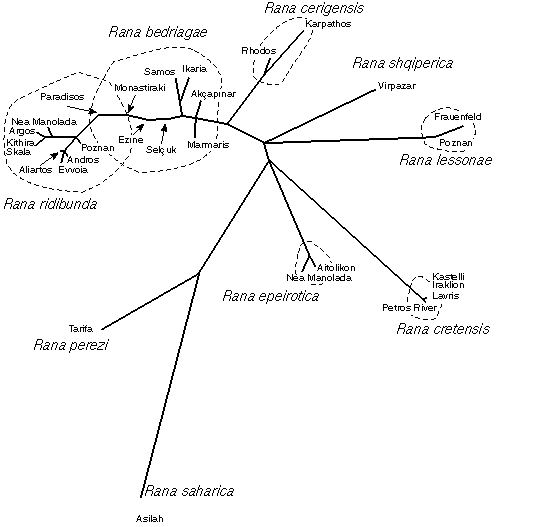 Rana cerigensis
Karpathos
Rana bedriagae
Rhodos
Rana shqiperica
Samos
Ikaria
Virpazar
Monastiraki
Akçapinar
Paradisos
Frauenfeld
Nea Manolada
Argos
Kithira
Skala
Poznan
Ezine
Selçuk
Marmaris
Poznan
Rana lessonae
Andros
Aliartos
Evvoia
Rana ridibunda
Aitolikon
Nea Manolada
Kastelli
Iraklion
Lavris
Petros River
Rana epeirotica
Rana cretensis
Tarifa
Rana perezi
Rana saharica
Asilah